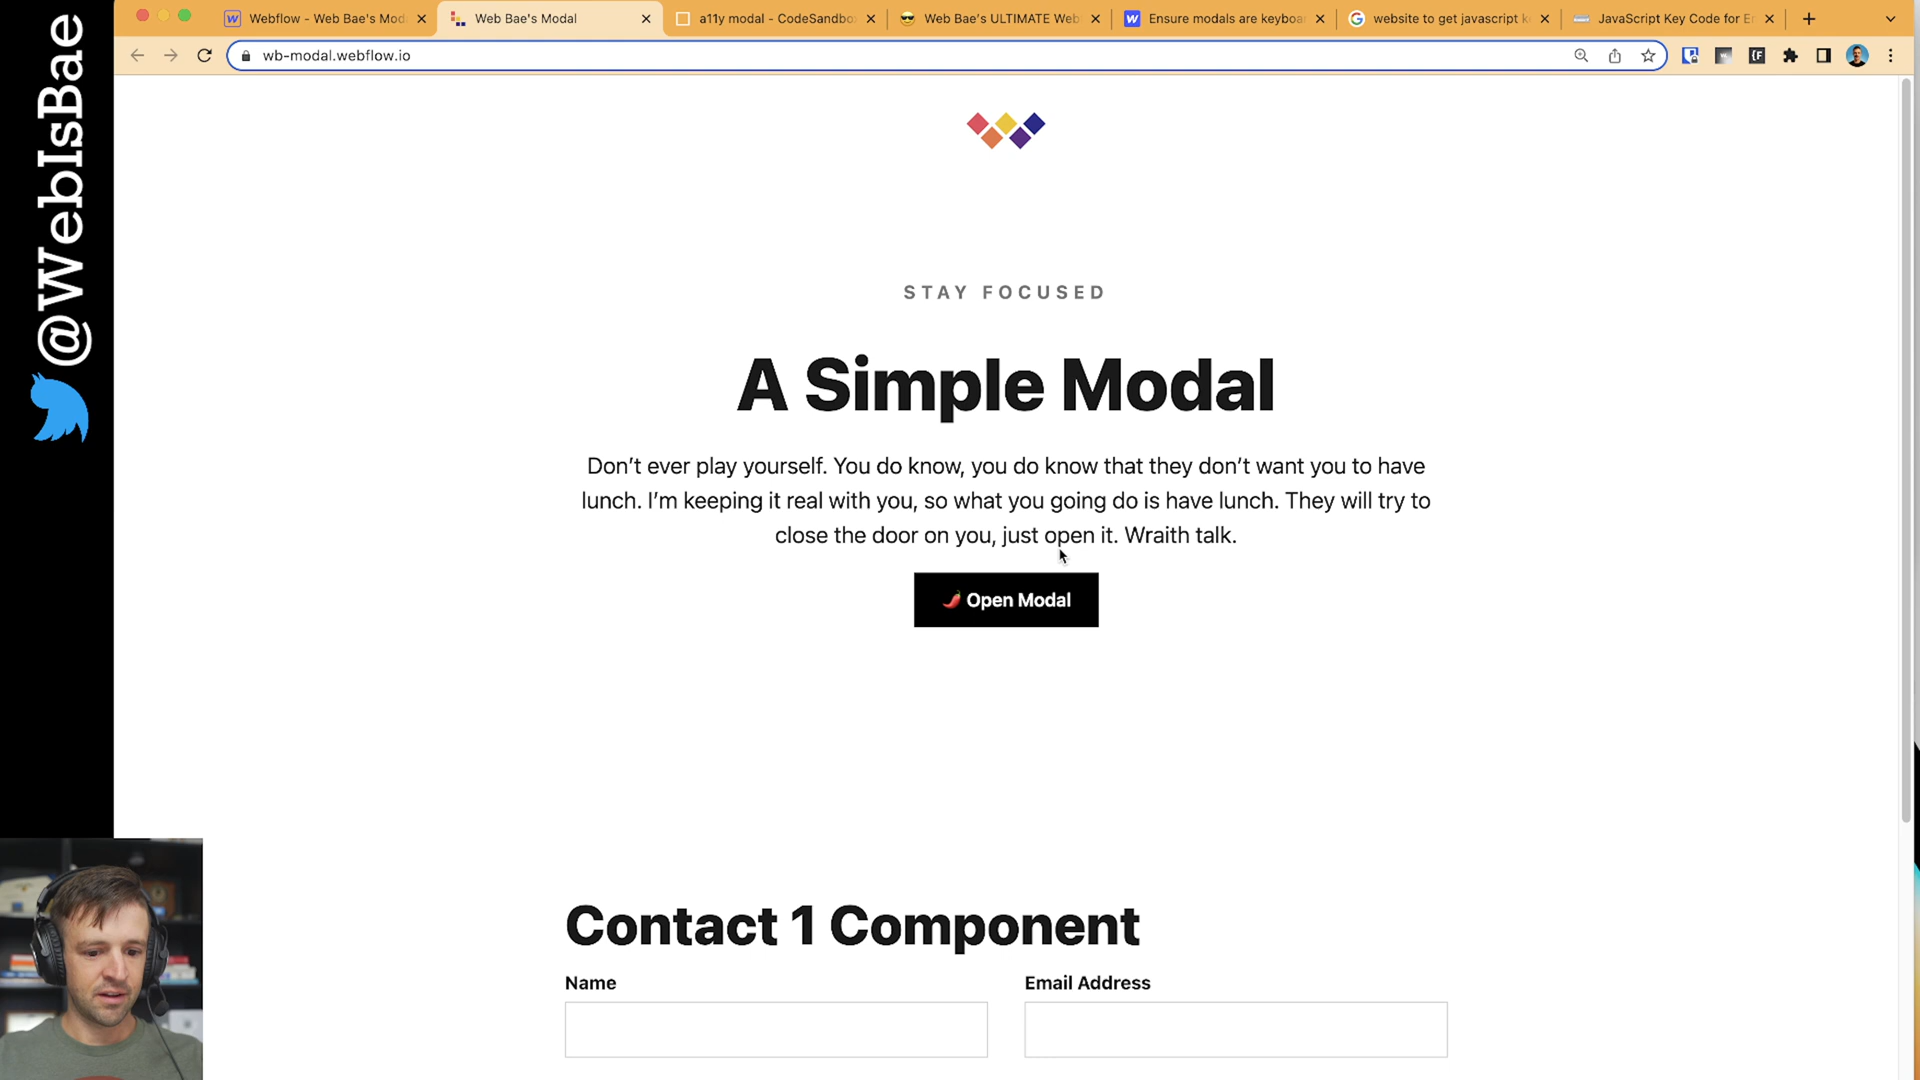 @WebIsBae
Webflow - Web Bae's Mod
Web Bae's Modal
a11y modal - CodeSandbo
Web Bae's ULTIMATE Web
Ensure modals are keyboa
website to get javascript k
JavaScript Key Code for E
wb-modal.webflow.io
STAY FOCUSED
A Simple Modal
Don’t ever play yourself. You do know, you do know that they don’t want you to have
lunch. I’m keeping it real with you, so what you going do is have lunch. They will try to
close the door on you, just open it. Wraith talk.
🌶️ Open Modal
Contact 1 Component
Name
Email Address